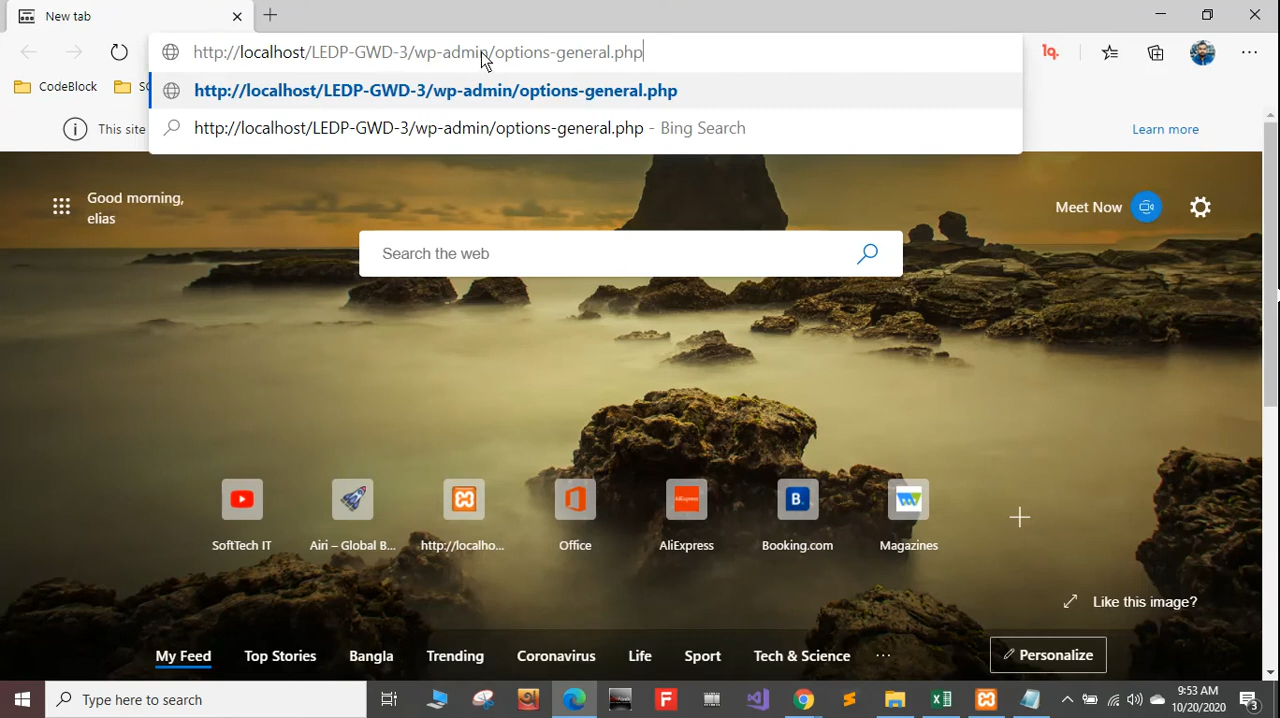 New tab
http://localhost/LEDP-GWD-3/wp-admin/options-general.php
CodeBlock
http://localhost/LEDP-GWD-3/wp-admin/options-general.php
This site
http://localhost/LEDP-GWD-3/wp-admin/options-general.php - Bing Search
Learn more
Good morning,
elias
Meet Now
Search the web
SoftTech IT
Airi – Global B...
http://localho...
Office
AliExpress
AliExpress
B.
Booking.com
Magazines
Like this image?
My Feed
Top Stories
Bangla
Trending
Coronavirus
Life
Sport
Tech & Science
Personalize
Type here to search
9:53 AM
10/20/2020
3